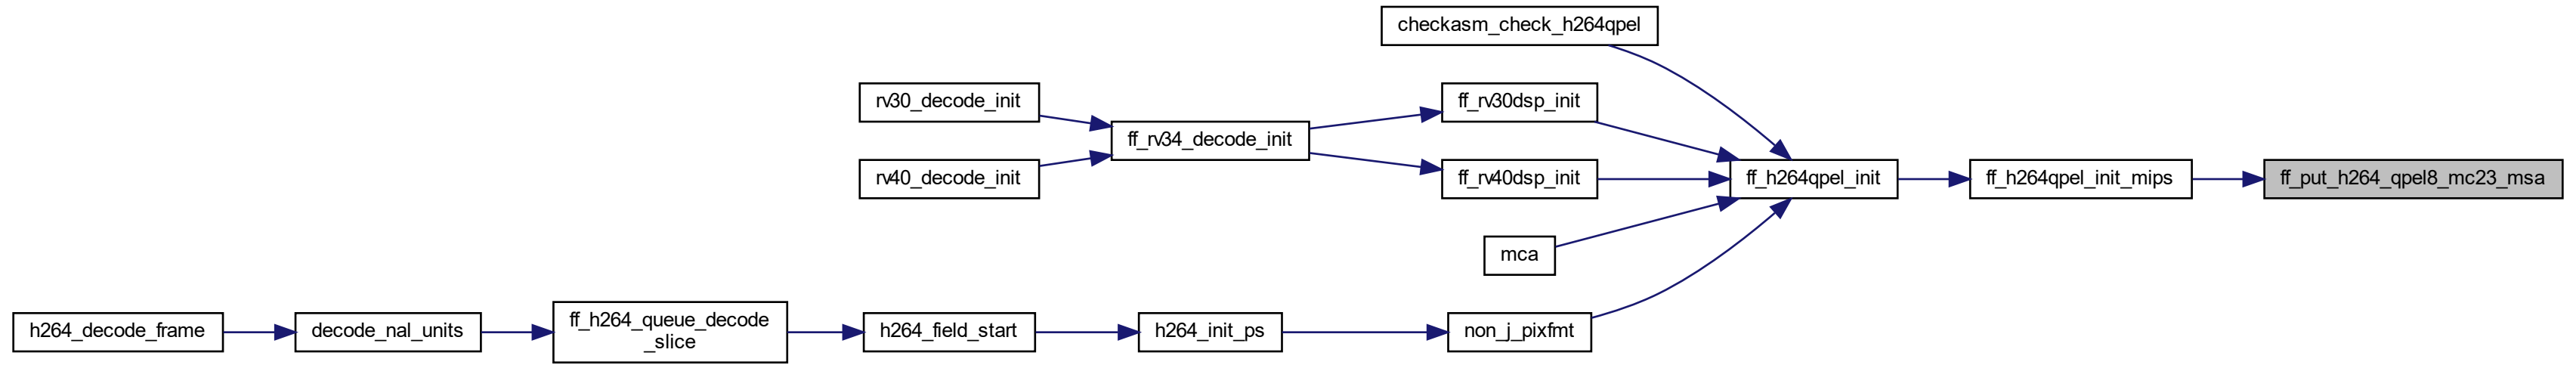 checkasm_check_h264qpel
rv30_decode_init
ff_rv30dsp_init
ff_rv34_decode_init
rv40_decode_init
ff_rv40dsp_init
ff_h264qpel_init
ff_h264qpel_init_mips
ff_put_h264_qpel8_mc23_msa
mca
h264_decode_frame
decode_nal_units
ff_h264_queue_decode
_slice
h264_field_start
h264_init_ps
non_j_pixfmt